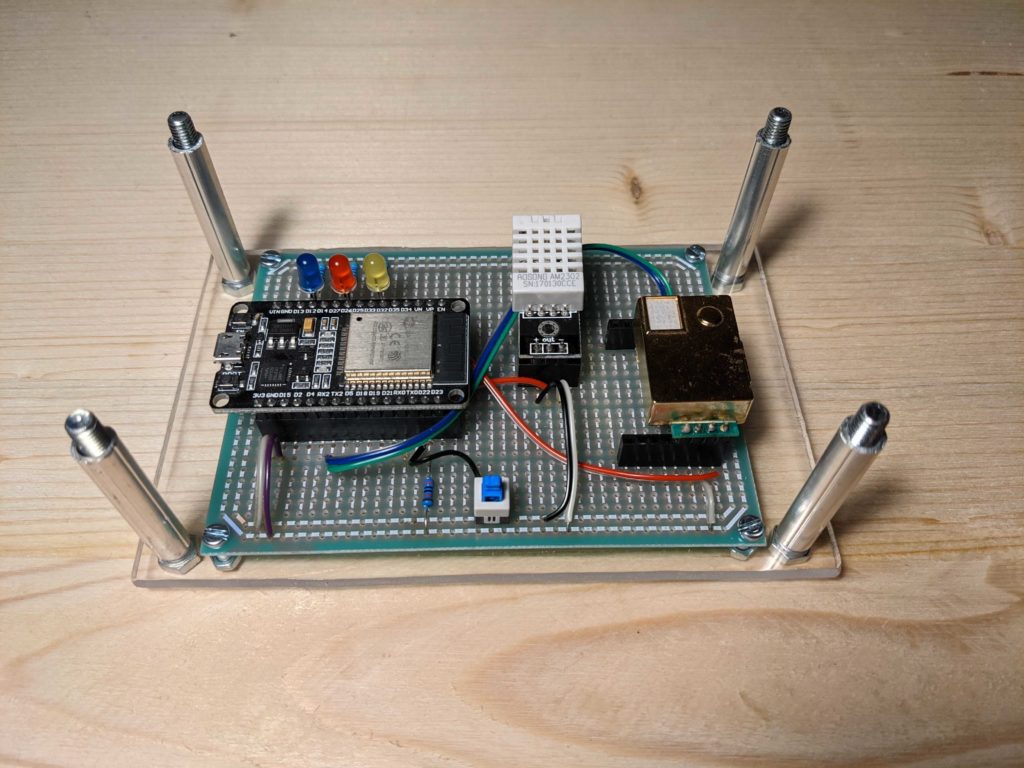 AOSONG AM2302
SN:170130ECE
VIN GND D13 D12 D14 D27 D26 D25 D33 D32 D35 D34 VN VP EN
+ out -
3V3 GND D15 D2 D4 RX2 TX2 D5 D18 D19 D21 RX0 TX0 D22 D23